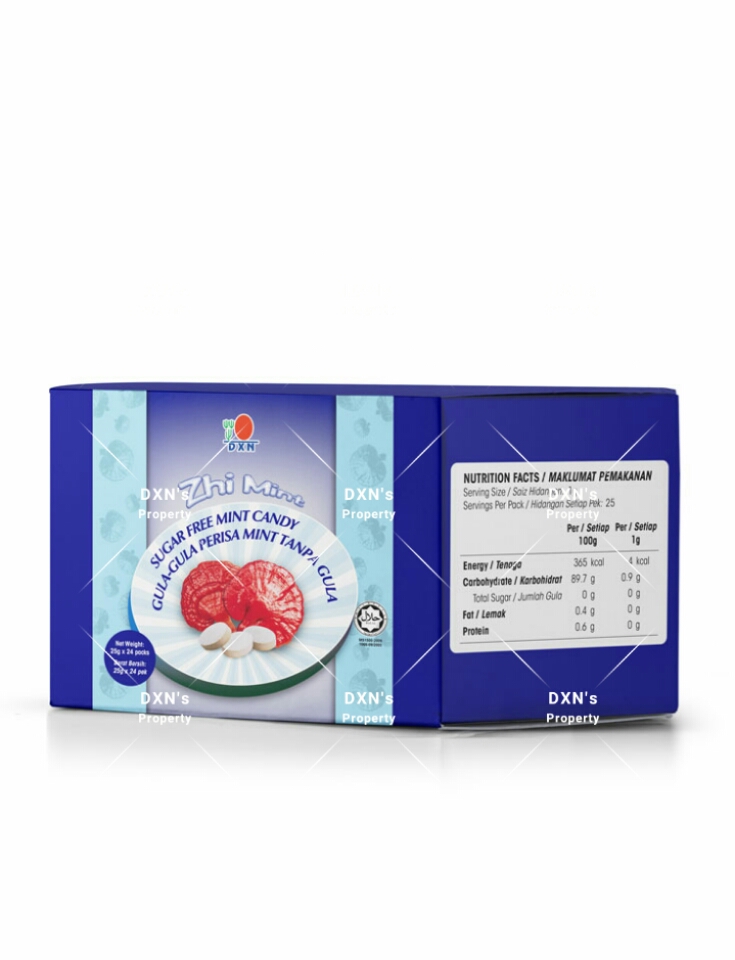 DXN
Zhi Mint
SUGAR FREE MINT CANDY
GULA-GULA PERISA MINT TANPA GULA
Net Weight:
25g x 24 packs
Berat Bersih:
25g x 24 pek
حلال
NUTRITION FACTS / MAKLUMAT PEMAKANAN
Serving Size / Saiz
Servings Per Pack / Hidangan Setiap Pek: 25
Per / Setiap Per / Setiap
100g 1g
Energy / Tenaga 365 kcal 4 kcal
Carbohydrate / Karbohidrat 89.7 g 0.9 g
Total Sugar / Jumlah Gula 0 g 0 g
Fat / Lemak 0.4 g 0 g
Protein 0.6 g 0 g
DXN's
Property
DXN's
Property
DXN's
Property
DXN's
Property
DXN's
Property
DXN's
Property